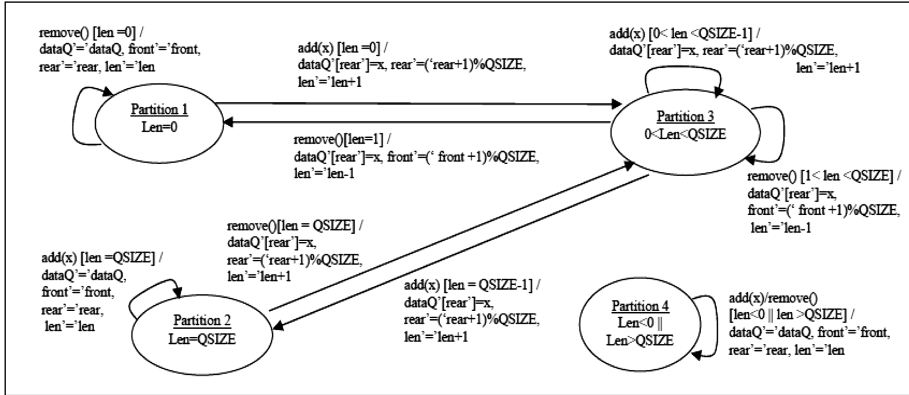 remove() [len =0] /
dataQ’=’dataQ, front’=’front,
rear’=’rear, len’=’len
add(x) [len =0] /
dataQ’[rear’]=x, rear’=(‘rear+1)%QSIZE,
len’=’len+1
add(x) [0< len <QSIZE-1] /
dataQ’[rear’]=x, rear’=(‘rear+1)%QSIZE,
len’=’len+1
Partition 1
Len=0
Partition 3
0<Len<QSIZE
remove()[len=1] /
dataQ’[rear’]=x, front’=(‘ front +1)%QSIZE,
len’=’len-1
remove() [1< len <QSIZE] /
dataQ’[rear’]=x,
front’=(‘ front +1)%QSIZE,
len’=’len-1
remove()[len = QSIZE] /
dataQ’[rear’]=x,
rear’=(‘rear+1)%QSIZE,
len’=’len+1
add(x) [len =QSIZE] /
dataQ’=’dataQ,
front’=’front,
rear’=’rear,
len’=’len
add(x) [len = QSIZE-1] /
dataQ’[rear’]=x,
rear’=(‘rear+1)%QSIZE,
len’=’len+1
Partition 2
Len=QSIZE
Partition 4
Len<0 ||
Len>QSIZE
add(x)/remove()
[len<0 || len >QSIZE] /
dataQ’=’dataQ, front’=’front,
rear’=’rear, len’=’len